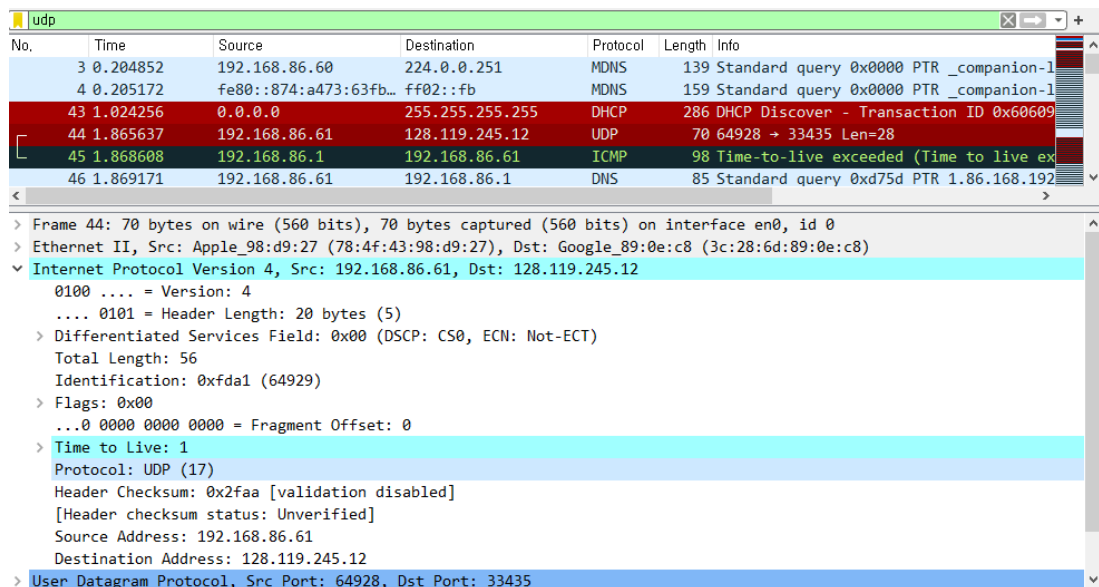 udp
No. Time Source Destination Protocol Length Info
3 0.204852 192.168.86.60 224.0.0.251 MDNS 139 Standard query 0x0000 PTR _companion-l
4 0.205172 fe80::874:a473:63fb… ff02::fb MDNS 159 Standard query 0x0000 PTR _companion-l
43 1.024256 0.0.0.0 255.255.255.255 DHCP 286 DHCP Discover - Transaction ID 0x60609
44 1.865637 192.168.86.61 128.119.245.12 UDP 70 64928 → 33435 Len=28
45 1.868608 192.168.86.1 192.168.86.61 ICMP 98 Time-to-live exceeded (Time to live ex
46 1.869171 192.168.86.61 192.168.86.1 DNS 85 Standard query 0xd75d PTR 1.86.168.192
Frame 44: 70 bytes on wire (560 bits), 70 bytes captured (560 bits) on interface en0, id 0
Ethernet II, Src: Apple_98:d9:27 (78:4f:43:98:d9:27), Dst: Google_89:0e:c8 (3c:28:6d:89:0e:c8)
Internet Protocol Version 4, Src: 192.168.86.61, Dst: 128.119.245.12
0100 .... = Version: 4
.... 0101 = Header Length: 20 bytes (5)
Differentiated Services Field: 0x00 (DSCP: CS0, ECN: Not-ECT)
Total Length: 56
Identification: 0xfda1 (64929)
Flags: 0x00
...0 0000 0000 0000 = Fragment Offset: 0
Time to Live: 1
Protocol: UDP (17)
Header Checksum: 0x2faa [validation disabled]
[Header checksum status: Unverified]
Source Address: 192.168.86.61
Destination Address: 128.119.245.12
User Datagram Protocol, Src Port: 64928, Dst Port: 33435